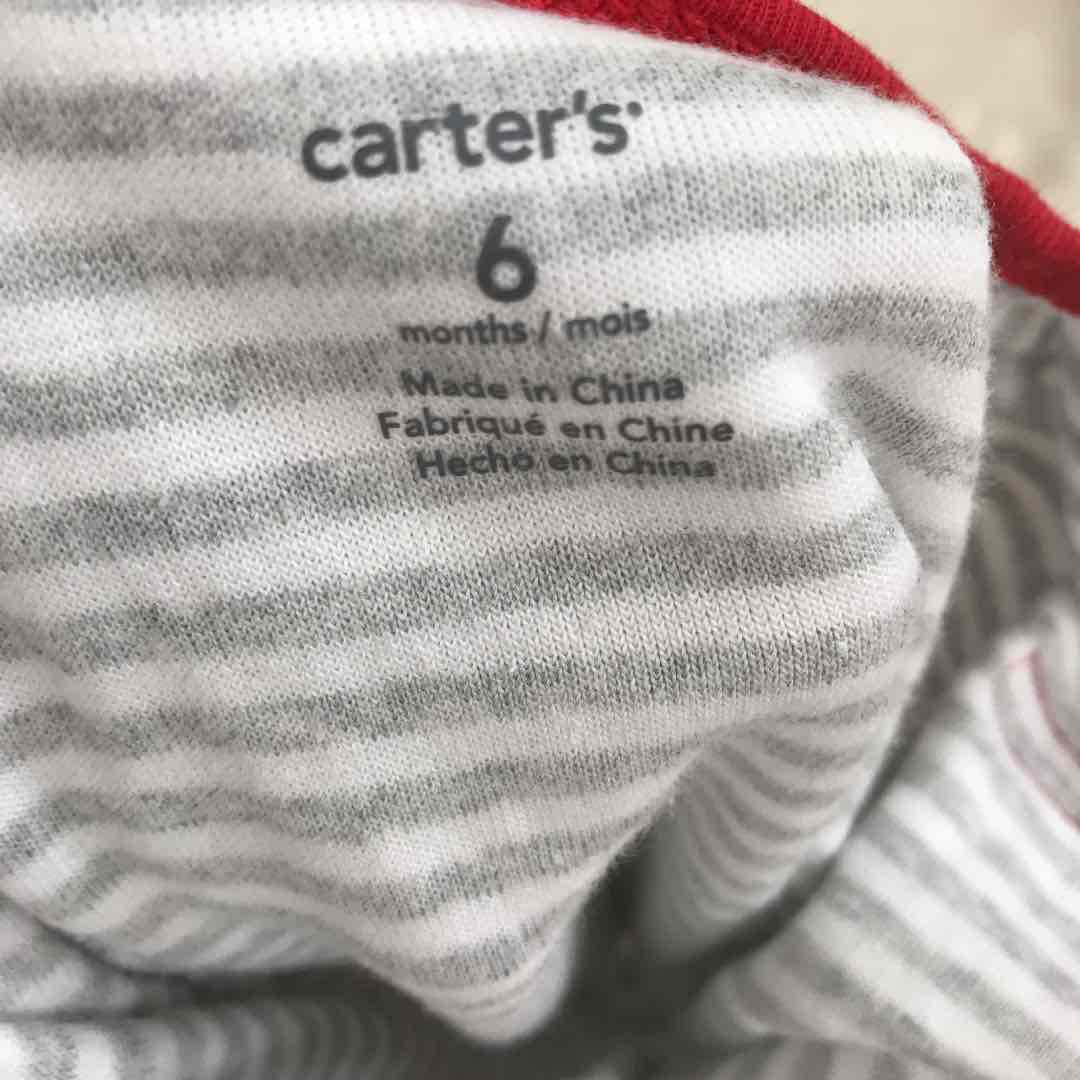 carter's
6
months / mois
Made in China
Fabriqué en Chine
Hecho en China